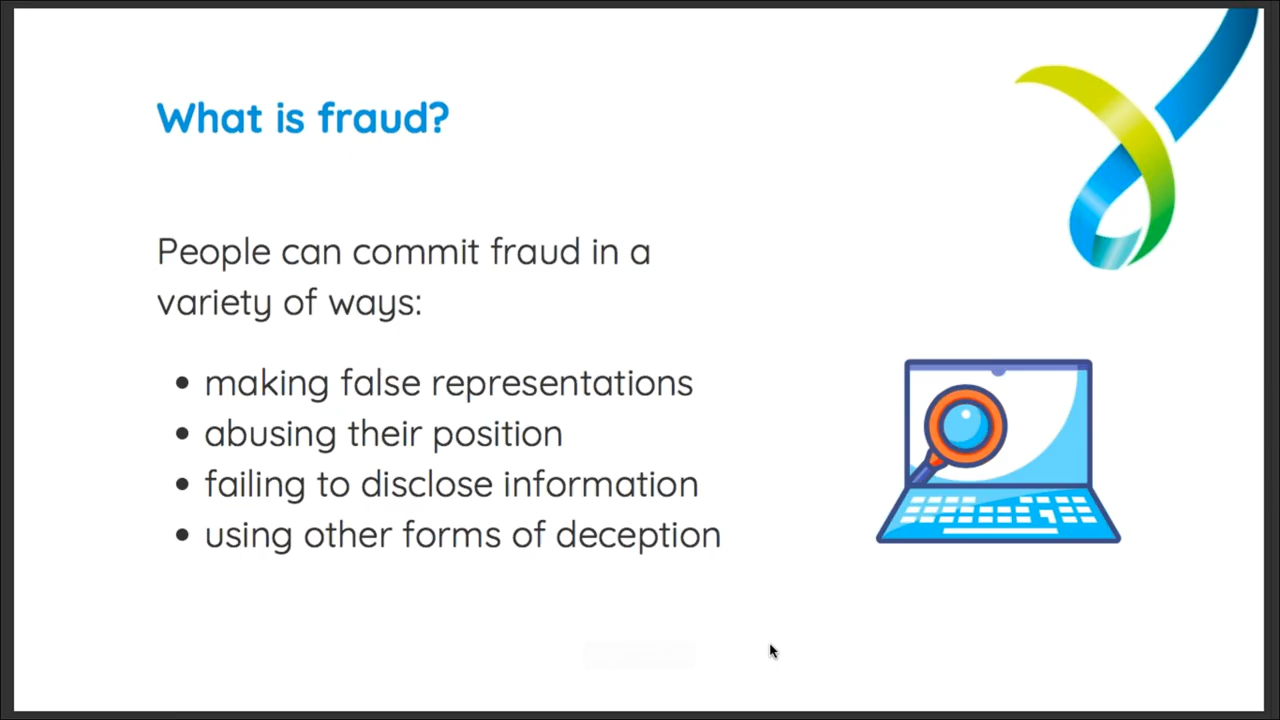 What is fraud?
People can commit fraud in a
variety of ways:
• making false representations
• abusing their position
• failing to disclose information
• using other forms of deception